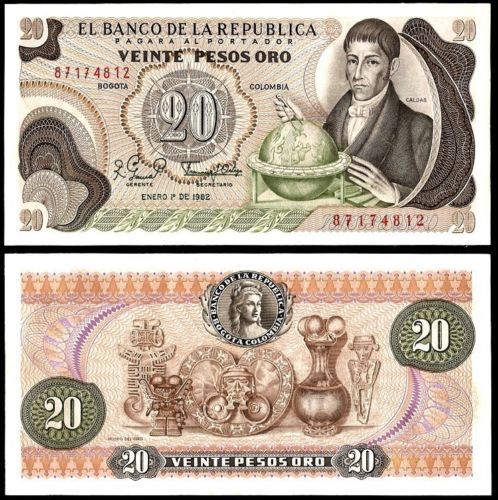 20
EL BANCO DE LA REPUBLICA
PAGARA AL PORTADOR
VEINTE PESOS ORO
87174812
BOGOTA COLOMBIA
20
CALDAS
GERENTE SECRETARIO
ENERO 1º DE 1982
87174812
20 20
BANCO DE LA REPUBLICA
BOGOTA COLOMBIA
20
20
MUSEO DEL ORO
20 VEINTE PESOS ORO 20